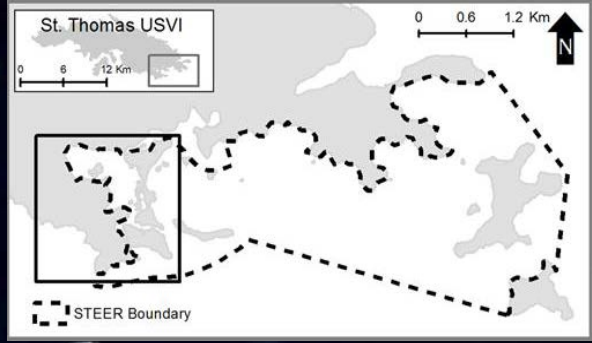 St. Thomas USVI
0 6 12 Km
0 0.6 1.2 Km
N
STEER Boundary